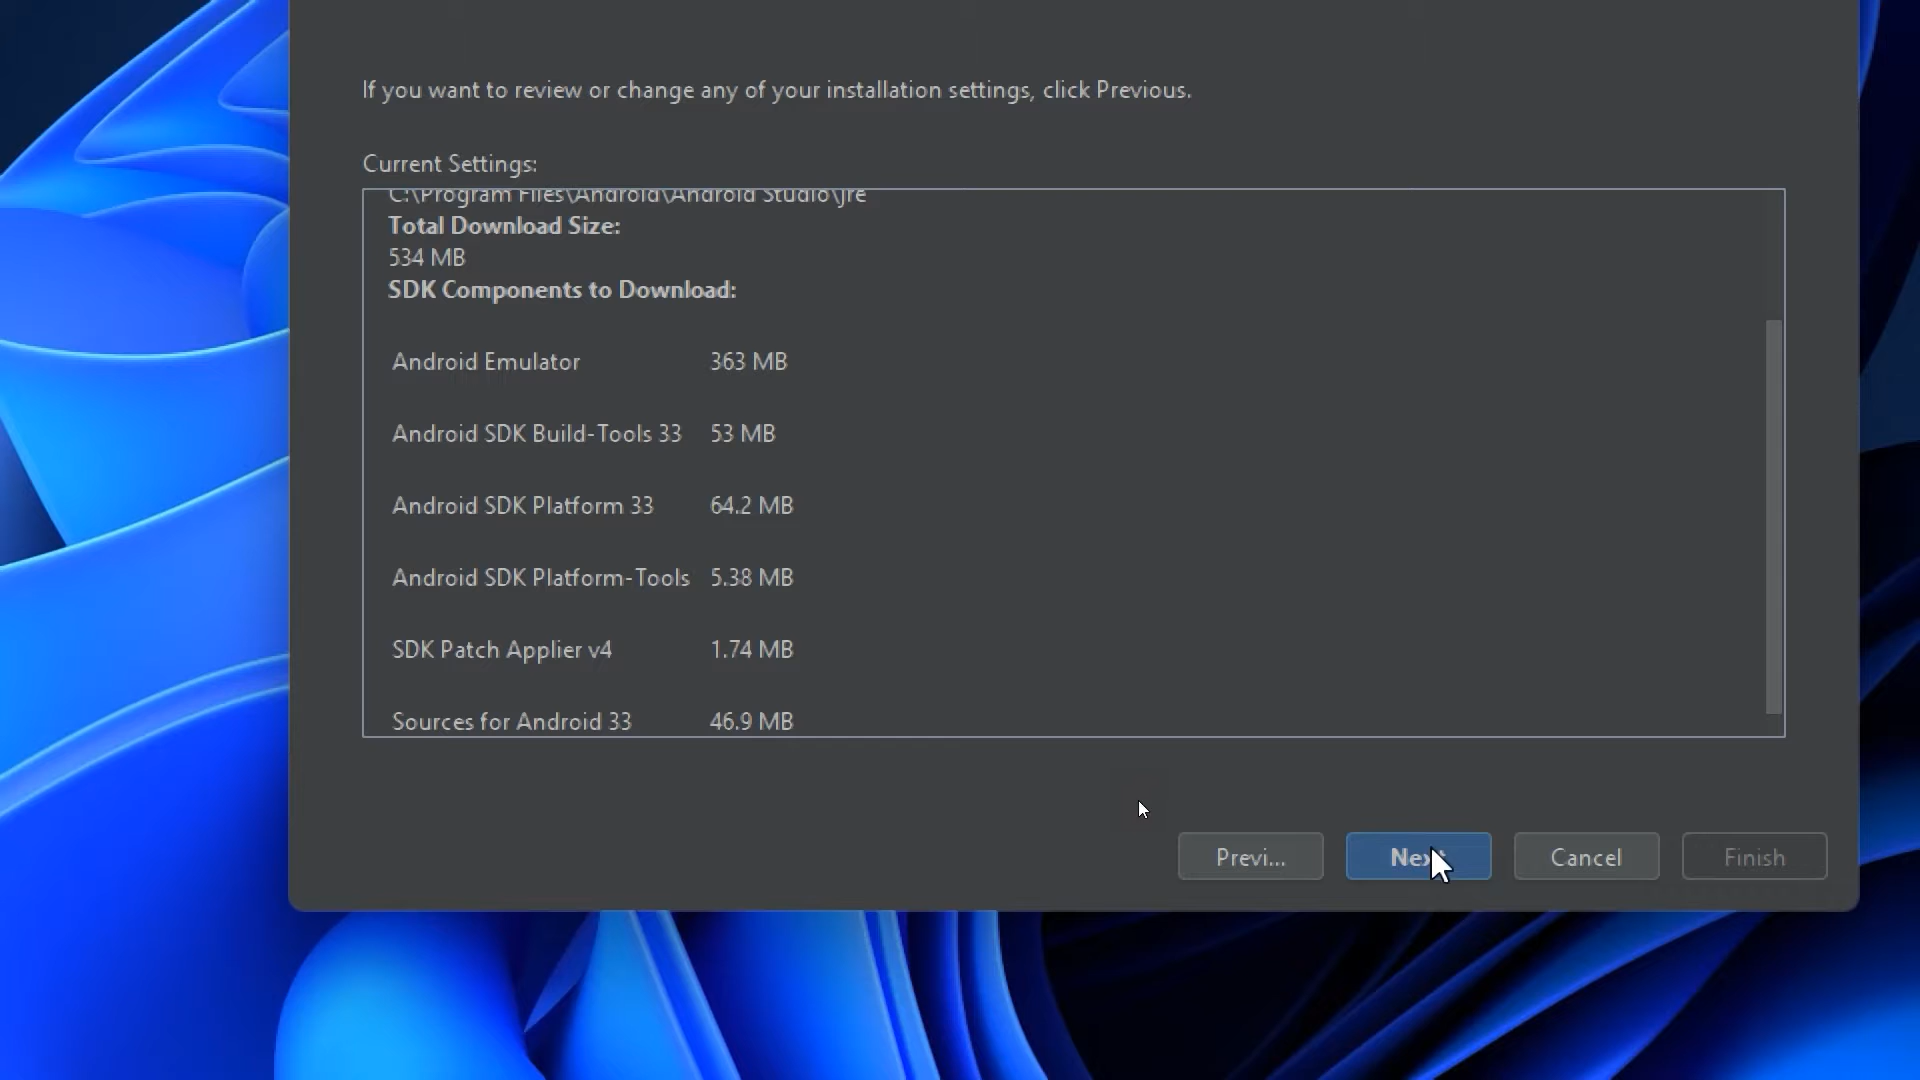 If you want to review or change any of your installation settings, click Previous.
Current Settings:
C:\Program Files\Android\Android Studio\jre
Total Download Size:
534 MB
SDK Components to Download:
Android Emulator 363 MB
Android SDK Build-Tools 33 53 MB
Android SDK Platform 33 64.2 MB
Android SDK Platform-Tools 5.38 MB
SDK Patch Applier v4 1.74 MB
Sources for Android 33 46.9 MB
Previ... Next Cancel Finish